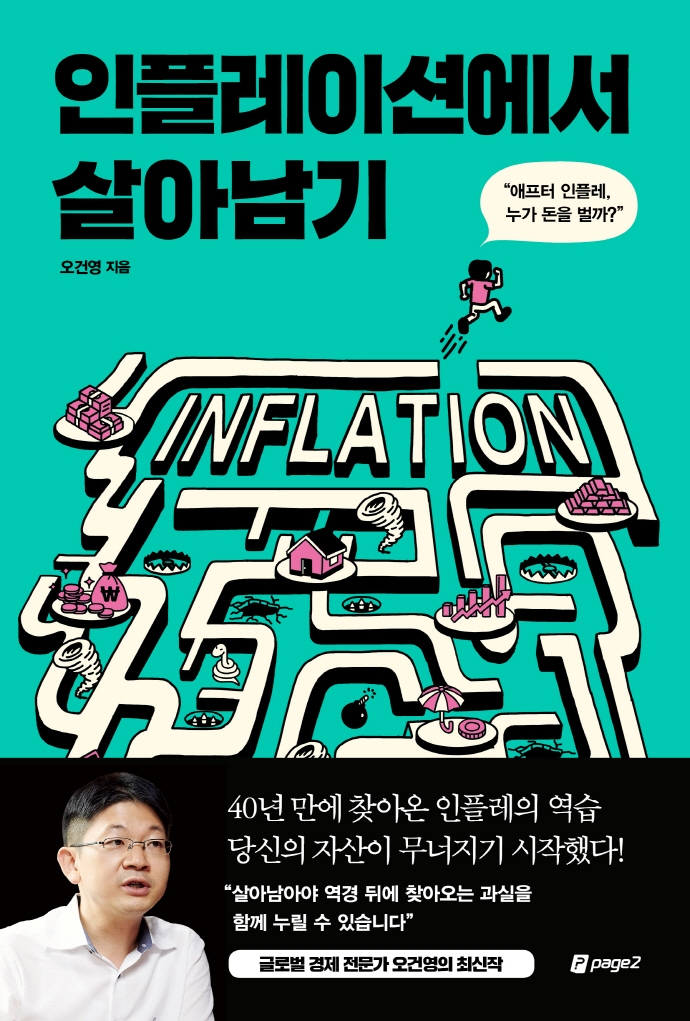 인플레이션에서
살아남기
“애프터 인플레,
누가 돈을 벌까?”
오건영 지음
INFLATION
₩
40년 만에 찾아온 인플레의 역습
당신의 자산이 무너지기 시작했다!
“살아남아야 역경 뒤에 찾아오는 과실을
함께 누릴 수 있습니다”
글로벌 경제 전문가 오건영의 최신작
P page2